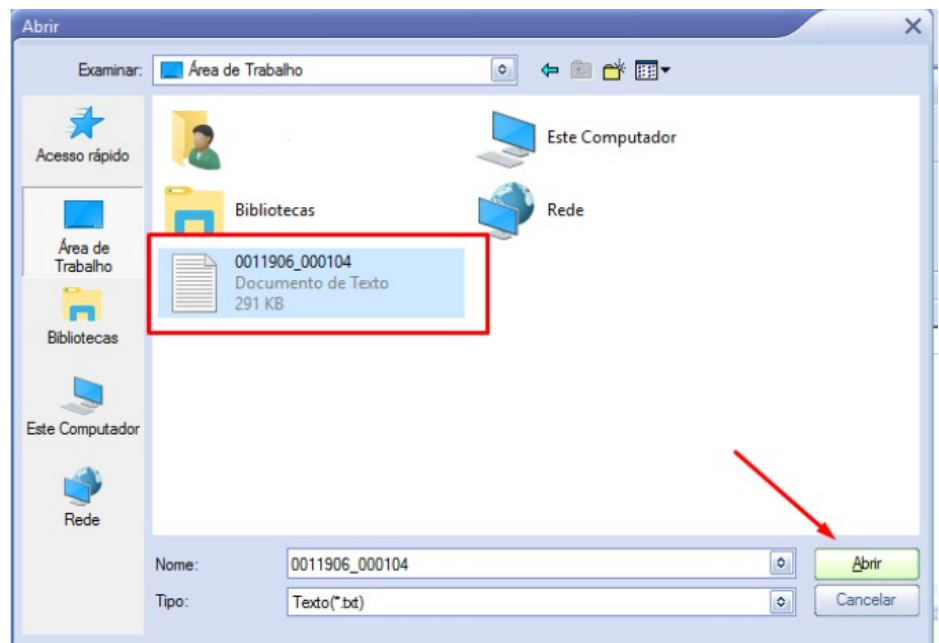 Abrir
Examinar:
Área de Trabalho
Acesso rápido
Este Computador
Bibliotecas
Rede
Área de
Trabalho
0011906_000104
Documento de Texto
291 KB
Bibliotecas
Este Computador
Rede
Nome:
0011906_000104
Abrir
Tipo:
Texto(*.txt)
Cancelar